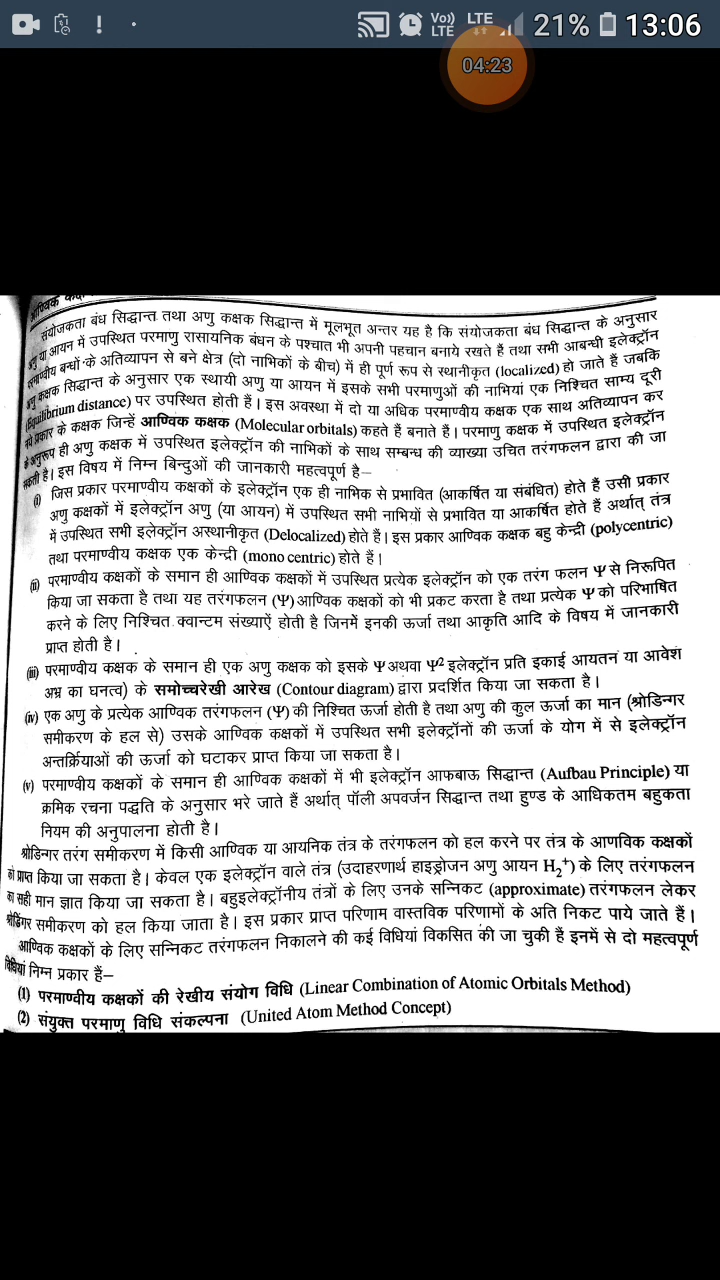 Vo)) LTE LTE 21% 13:06
04:23
आण्विक
संयोजकता बंध सिद्धान्त तथा अणु कक्षक सिद्धान्त में मूलभूत अन्तर यह है कि संयोजकता बंध सिद्धान्त के अनुसार
अणु या आयन में उपस्थित परमाणु रासायनिक बंधन के पश्चात भी अपनी पहचान बनाये रखते हैं तथा सभी आबन्धी इलेक्ट्रॉन
परमाण्वीय बन्धों के अतिव्यापन से बने क्षेत्र (दो नाभिकों के बीच) में ही पूर्ण रूप से स्थानीकृत (localized) हो जाते हैं जबकि
अणु कक्षक सिद्धान्त के अनुसार एक स्थायी अणु या आयन में इसके सभी परमाणुओं की नाभियां एक निश्चित साम्य दूरी
(Equilibrium distance) पर उपस्थित होती हैं। इस अवस्था में दो या अधिक परमाण्वीय कक्षक एक साथ अतिव्यापन कर
नये प्रकार के कक्षक जिन्हें आण्विक कक्षक (Molecular orbitals) कहते हैं बनाते हैं। परमाणु कक्षक में उपस्थित इलेक्ट्रॉन
के अनुरूप ही अणु कक्षक में उपस्थित इलेक्ट्रॉन की नाभिकों के साथ सम्बन्ध की व्याख्या उचित तरंगफलन द्वारा की जा
सकती है। इस विषय में निम्न बिन्दुओं की जानकारी महत्वपूर्ण है–
(i) जिस प्रकार परमाण्वीय कक्षकों के इलेक्ट्रॉन एक ही नाभिक से प्रभावित (आकर्षित या संबंधित) होते हैं उसी प्रकार
अणु कक्षकों में इलेक्ट्रॉन अणु (या आयन) में उपस्थित सभी नाभियों से प्रभावित या आकर्षित होते हैं अर्थात् तंत्र
में उपस्थित सभी इलेक्ट्रॉन अस्थानीकृत (Delocalized) होते है। इस प्रकार आण्विक कक्षक बहु केन्द्री (polycentric)
तथा परमाण्वीय कक्षक एक केन्द्री (mono centric) होते हैं।
(ii) परमाण्वीय कक्षकों के समान ही आण्विक कक्षकों में उपस्थित प्रत्येक इलेक्ट्रॉन को एक तरंग फलन Ψ से निरूपित
किया जा सकता है तथा यह तरंगफलन (Ψ) आण्विक कक्षकों को भी प्रकट करता है तथा प्रत्येक Ψ को परिभाषित
करने के लिए निश्चित क्वान्टम संख्याऐं होती है जिनमें इनकी ऊर्जा तथा आकृति आदि के विषय में जानकारी
प्राप्त होती है।
(iii) परमाण्वीय कक्षक के समान ही एक अणु कक्षक को इसके Ψ अथवा Ψ² इलेक्ट्रॉन प्रति इकाई आयतन या आवेश
अभ्र का घनत्व) के समोच्चरेखी आरेख (Contour diagram) द्वारा प्रदर्शित किया जा सकता है।
(iv) एक अणु के प्रत्येक आण्विक तरंगफलन (Ψ) की निश्चित ऊर्जा होती है तथा अणु की कुल ऊर्जा का मान (श्रोडिन्गर
समीकरण के हल से) उसके आण्विक कक्षकों में उपस्थित सभी इलेक्ट्रॉनों की ऊर्जा के योग में से इलेक्ट्रॉन
अन्तर्क्रियाओं की ऊर्जा को घटाकर प्राप्त किया जा सकता है।
(v) परमाण्वीय कक्षकों के समान ही आण्विक कक्षकों में भी इलेक्ट्रॉन आफबाऊ सिद्धान्त (Aufbau Principle) या
क्रमिक रचना पद्धति के अनुसार भरे जाते हैं अर्थात् पॉली अपवर्जन सिद्धान्त तथा हुण्ड के आधिकतम बहुकता
नियम की अनुपालना होती है।
श्रोडिन्गर तरंग समीकरण में किसी आण्विक या आयनिक तंत्र के तरंगफलन को हल करने पर तंत्र के आणविक कक्षकों
को प्राप्त किया जा सकता है। केवल एक इलेक्ट्रॉन वाले तंत्र (उदाहरणार्थ हाइड्रोजन अणु आयन H₂⁺) के लिए तरंगफलन
का सही मान ज्ञात किया जा सकता है। बहुइलेक्ट्रॉनीय तंत्रों के लिए उनके सन्निकट (approximate) तरंगफलन लेकर
श्रोडिंगर समीकरण को हल किया जाता है। इस प्रकार प्राप्त परिणाम वास्तविक परिणामों के अति निकट पाये जाते हैं।
आण्विक कक्षकों के लिए सन्निकट तरंगफलन निकालने की कई विधियां विकसित की जा चुकी हैं इनमें से दो महत्वपूर्ण
विधियां निम्न प्रकार हैं–
(1) परमाण्वीय कक्षकों की रेखीय संयोग विधि (Linear Combination of Atomic Orbitals Method)
(2) संयुक्त परमाणु विधि संकल्पना (United Atom Method Concept)